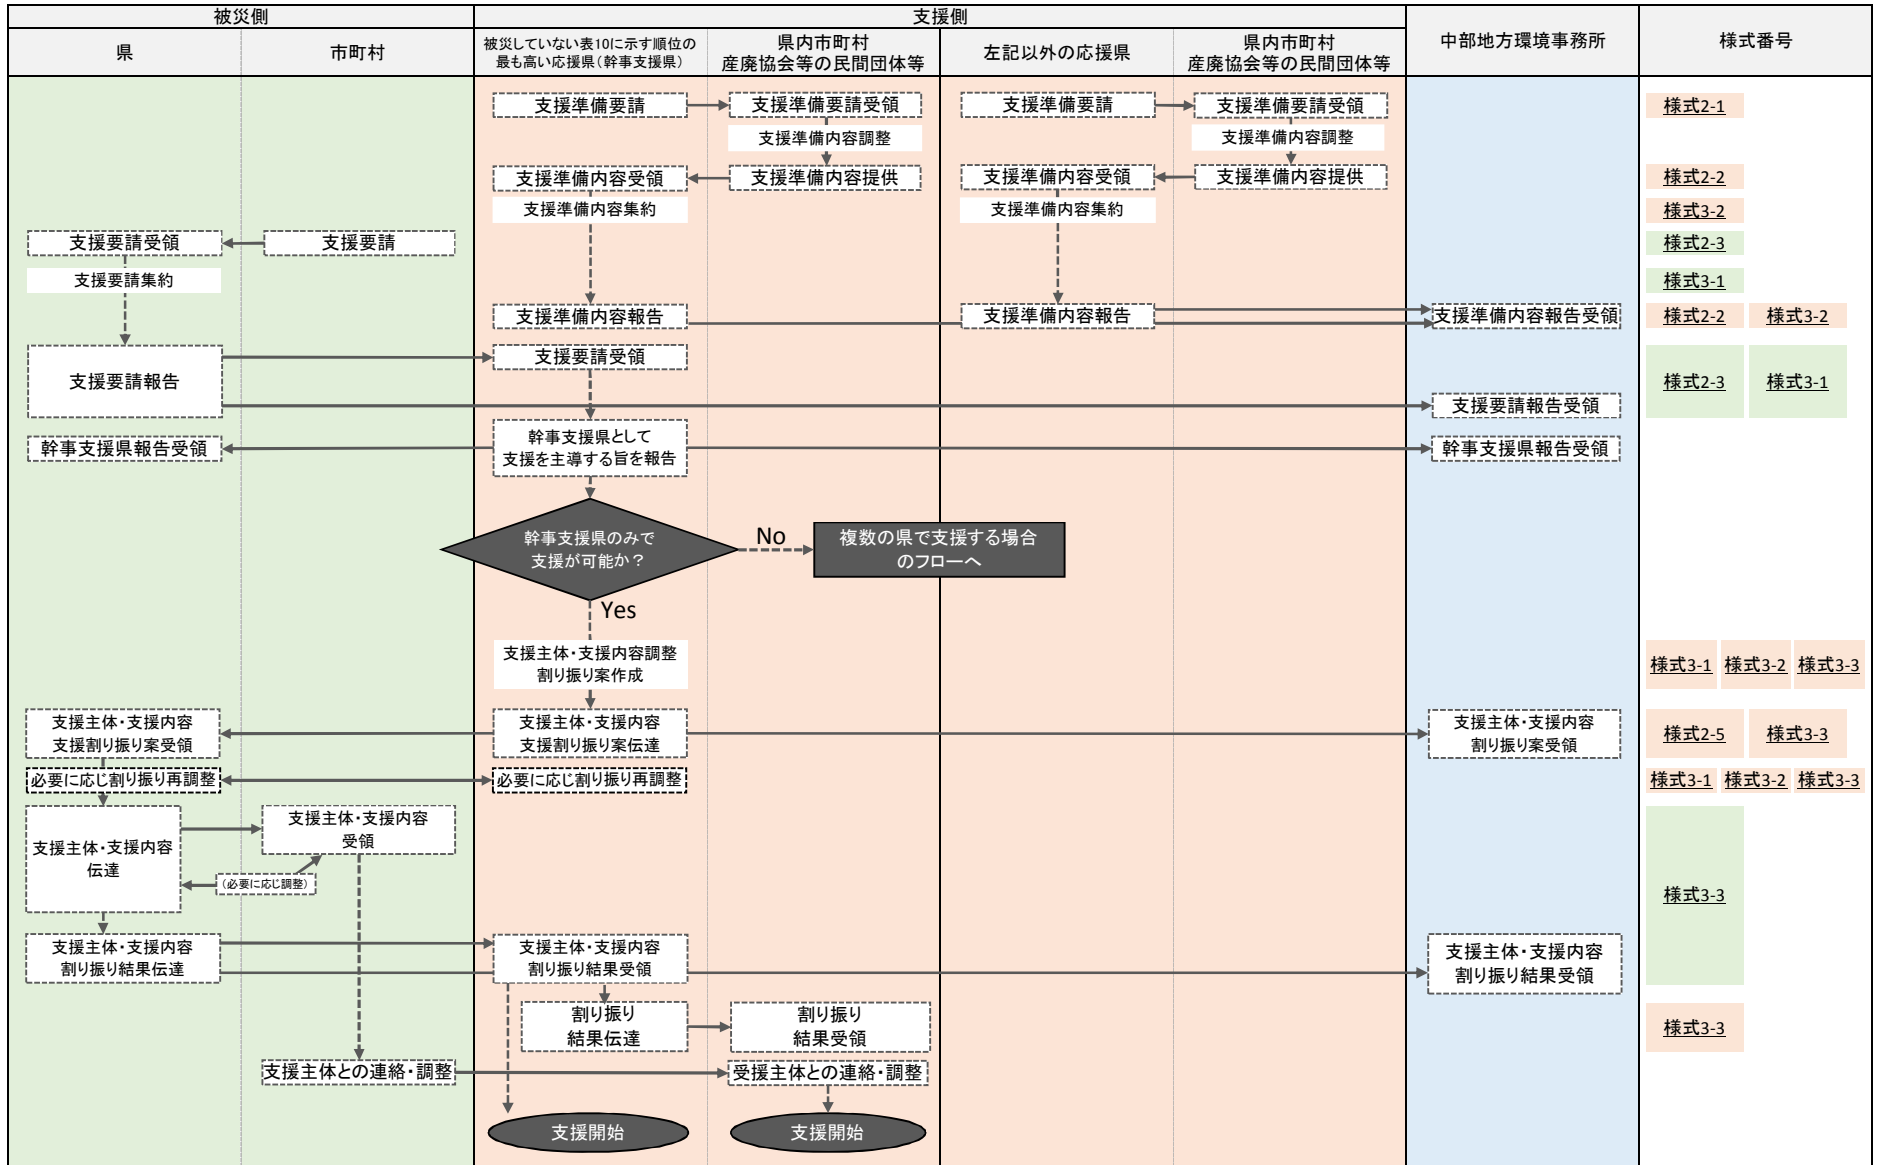 被災側
支援側
県
市町村
被災していない表10に示す順位の
最も高い応援県（幹事支援県）
県内市町村
産廃協会等の民間団体等
左記以外の応援県
県内市町村
産廃協会等の民間団体等
中部地方環境事務所
様式番号
支援準備要請
支援準備要請受領
支援準備要請
支援準備要請受領
様式2-1
支援準備内容調整
支援準備内容調整
支援準備内容受領
支援準備内容提供
支援準備内容受領
支援準備内容提供
様式2-2
支援準備内容集約
支援準備内容集約
様式3-2
支援要請受領
支援要請
様式2-3
支援要請集約
様式3-1
支援準備内容報告
支援準備内容報告
支援準備内容報告受領
様式2-2
様式3-2
支援要請受領
支援要請報告
様式2-3
様式3-1
支援要請報告受領
幹事支援県報告受領
幹事支援県として
支援を主導する旨を報告
幹事支援県報告受領
幹事支援県のみで
支援が可能か？
No
複数の県で支援する場合
のフローへ
Yes
支援主体・支援内容調整
割り振り案作成
様式3-1
様式3-2
様式3-3
支援主体・支援内容
支援割り振り案受領
支援主体・支援内容
支援割り振り案伝達
支援主体・支援内容
割り振り案受領
様式2-5
様式3-3
必要に応じ割り振り再調整
必要に応じ割り振り再調整
様式3-1
様式3-2
様式3-3
支援主体・支援内容
受領
支援主体・支援内容
伝達
（必要に応じ調整）
様式3-3
支援主体・支援内容
割り振り結果伝達
支援主体・支援内容
割り振り結果受領
支援主体・支援内容
割り振り結果受領
割り振り
結果伝達
割り振り
結果受領
様式3-3
支援主体との連絡・調整
受援主体との連絡・調整
支援開始
支援開始